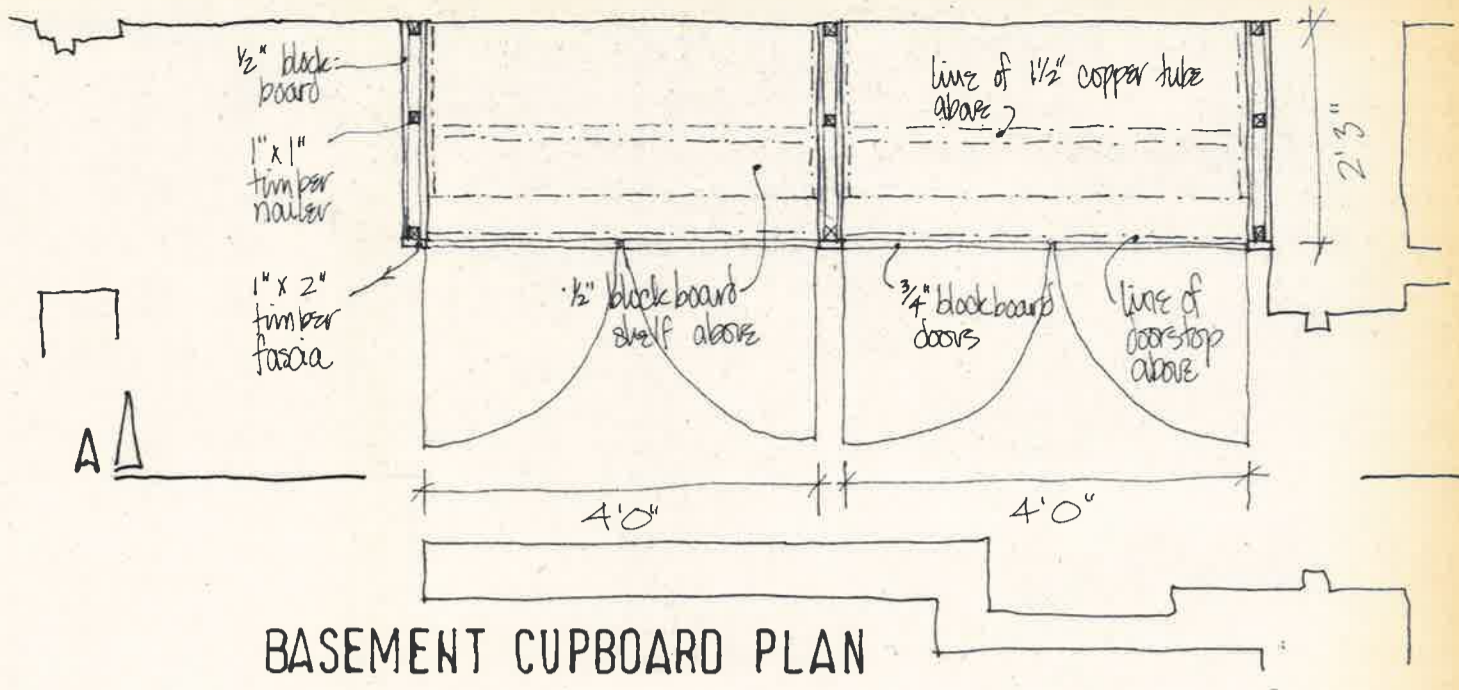 ½" block-
board
1" x 1"
timber
nailer
1" x 2"
timber
fascia
line of 1½" copper tube
above
2'3"
½" blockboard
shelf above
¾" blockboard
doors
line of
doorstop
above
A
4'0"
4'0"
BASEMENT CUPBOARD PLAN